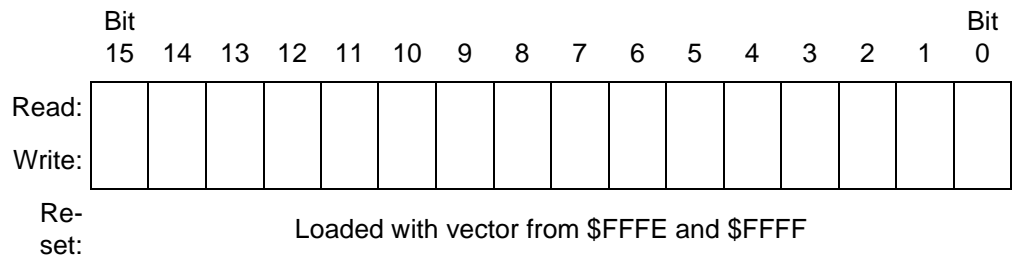 Bit Bit
15 14 13 12 11 10 9 8 7 6 5 4 3 2 1 0
Read:
Write:
Re-
set:
Loaded with vector from $FFFE and $FFFF